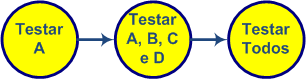 Testar
A
Testar
A, B, C
e D
Testar
Todos